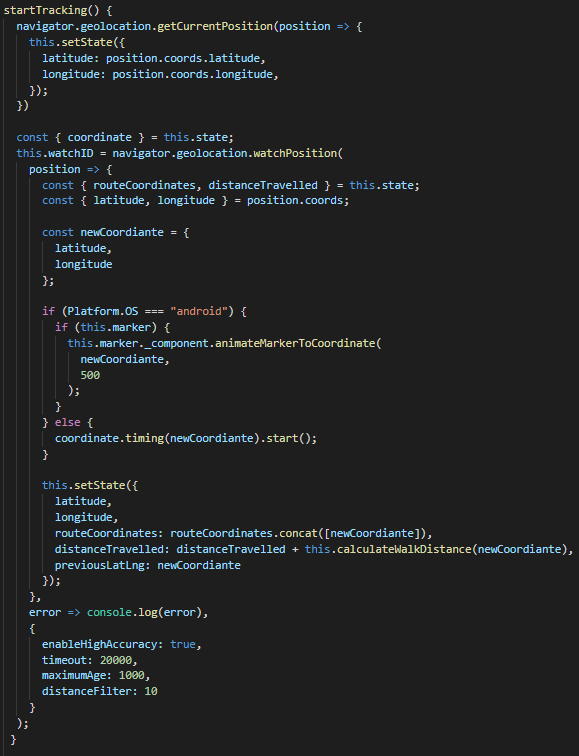 startTracking() {
navigator.geolocation.getCurrentPosition(position => {
this.setState({
latitude: position.coords.latitude,
longitude: position.coords.longitude,
});
})
const { coordinate } = this.state;
this.watchID = navigator.geolocation.watchPosition(
position => {
const { routeCoordinates, distanceTravelled } = this.state;
const { latitude, longitude } = position.coords;
const newCoordiante = {
latitude,
longitude
};
if (Platform.OS === "android") {
if (this.marker) {
this.marker._component.animateMarkerToCoordinate(
newCoordiante,
500
);
}
} else {
coordinate.timing(newCoordiante).start();
}
this.setState({
latitude,
longitude,
routeCoordinates: routeCoordinates.concat([newCoordiante]),
distanceTravelled: distanceTravelled + this.calculateWalkDistance(newCoordiante),
previousLatLng: newCoordiante
});
},
error => console.log(error),
{
enableHighAccuracy: true,
timeout: 20000,
maximumAge: 1000,
distanceFilter: 10
}
);
}